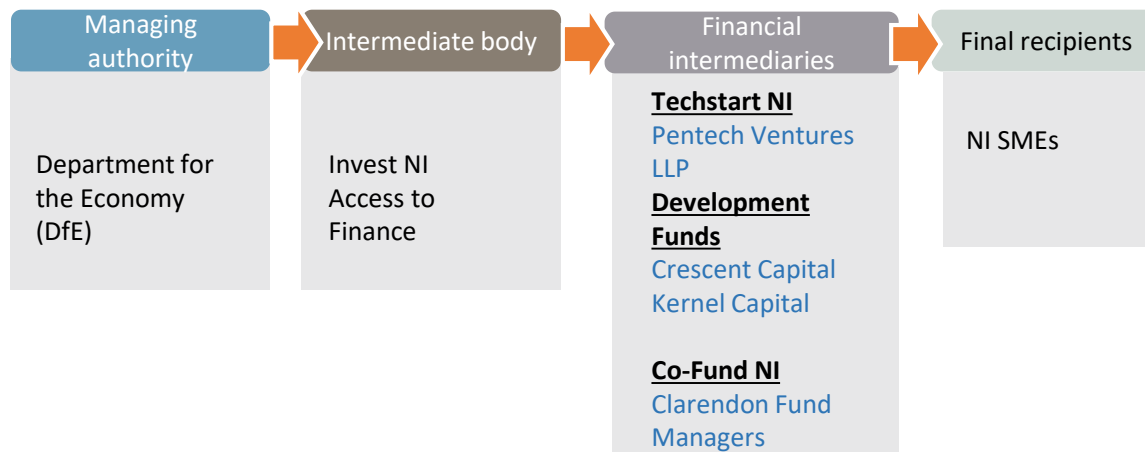 Managing
authority
Department for
the Economy
(DfE)
Intermediate body
Invest NI
Access to
Finance
Financial
intermediaries
Techstart NI
Pentech Ventures
LLP
Development
Funds
Crescent Capital
Kernel Capital
Co-Fund NI
Clarendon Fund
Managers
Final recipients
NI SMEs